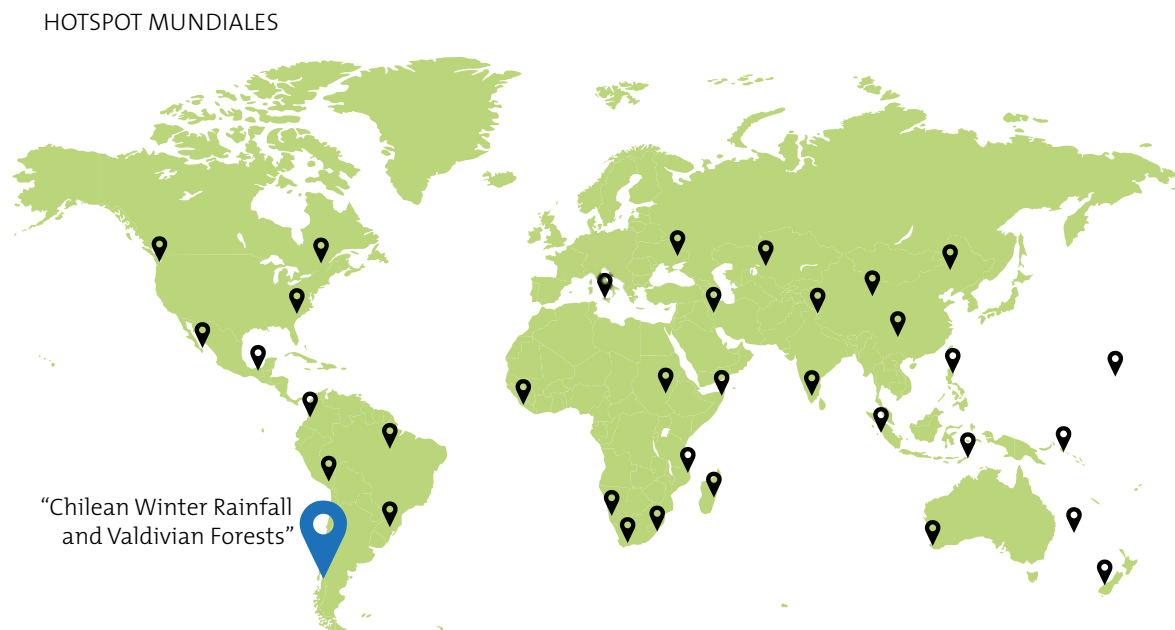 HOTSPOT MUNDIALES
“Chilean Winter Rainfall
and Valdivian Forests”